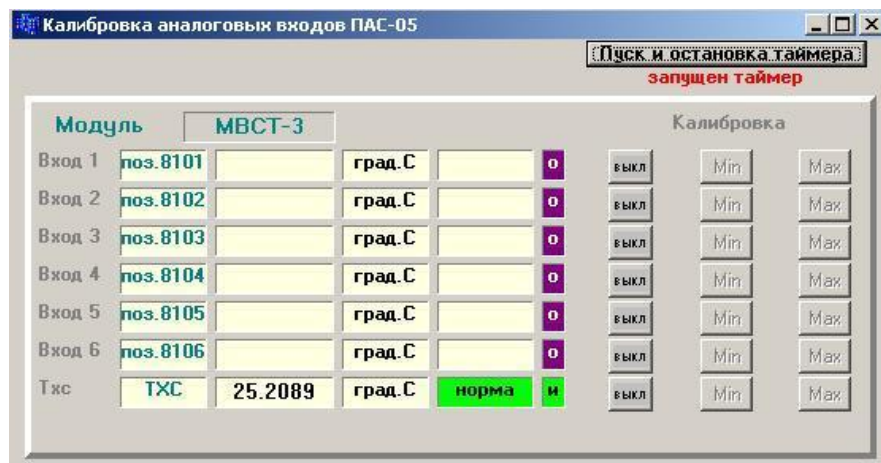 Калибровка аналоговых входов ПАС-05
Пуск и остановка таймера
запущен таймер
Модуль МВСТ-3 Калибровка
Вход 1 поз.8101 град.С о выкл Min Max
Вход 2 поз.8102 град.С о выкл Min Max
Вход 3 поз.8103 град.С о выкл Min Max
Вход 4 поз.8104 град.С о выкл Min Max
Вход 5 поз.8105 град.С о выкл Min Max
Вход 6 поз.8106 град.С о выкл Min Max
Тхс ТХС 25.2089 град.С норма и выкл Min Max